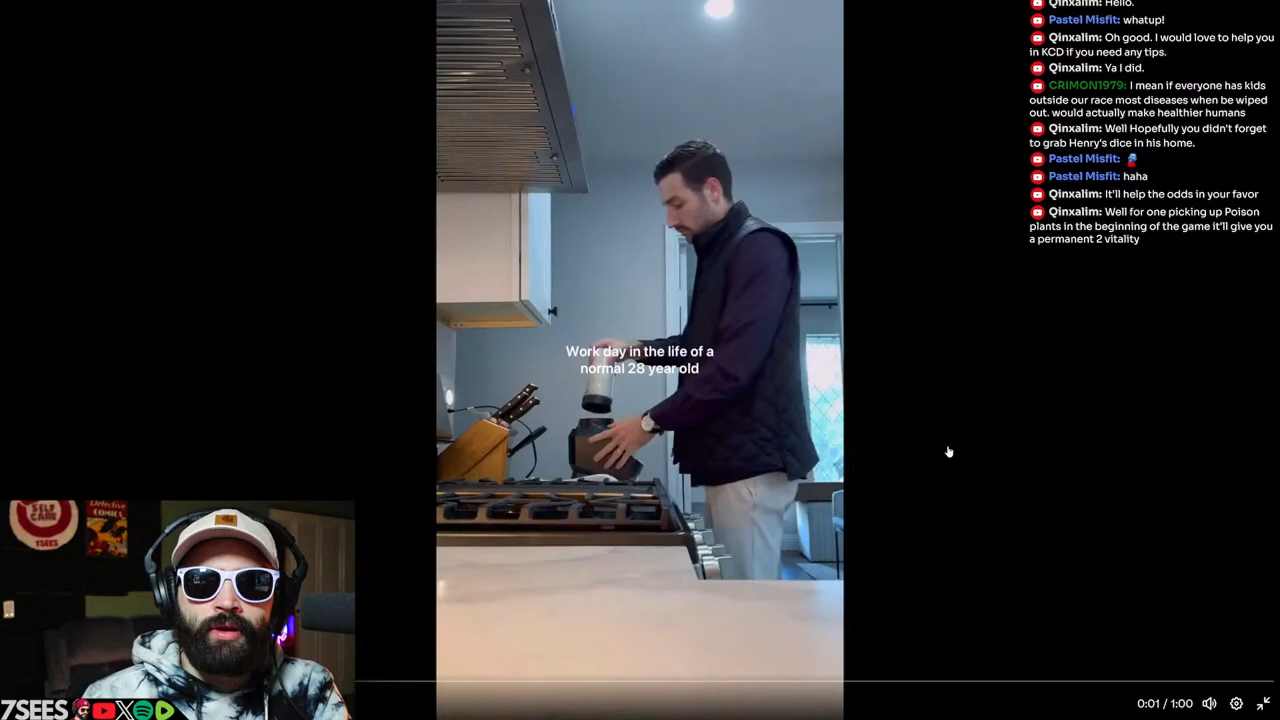 Qinxalim: Hello.
Pastel Misfit: whatup!
Qinxalim: Oh good. I would love to help you
in KCD if you need any tips.
Qinxalim: Ya I did.
CRIMON1979: I mean if everyone has kids
outside our race most diseases when be wiped
out. would actually make healthier humans
Qinxalim: Well Hopefully you didn't forget
to grab Henry's dice in his home.
Pastel Misfit:
Pastel Misfit: haha
Qinxalim: It'll help the odds in your favor
Qinxalim: Well for one picking up Poison
plants in the beginning of the game it'll give you
a permanent 2 vitality
Work day in the life of a
normal 28 year old
SELF
CARE
7SEES
Detective
COMICS
7SEES
0:01 / 1:00